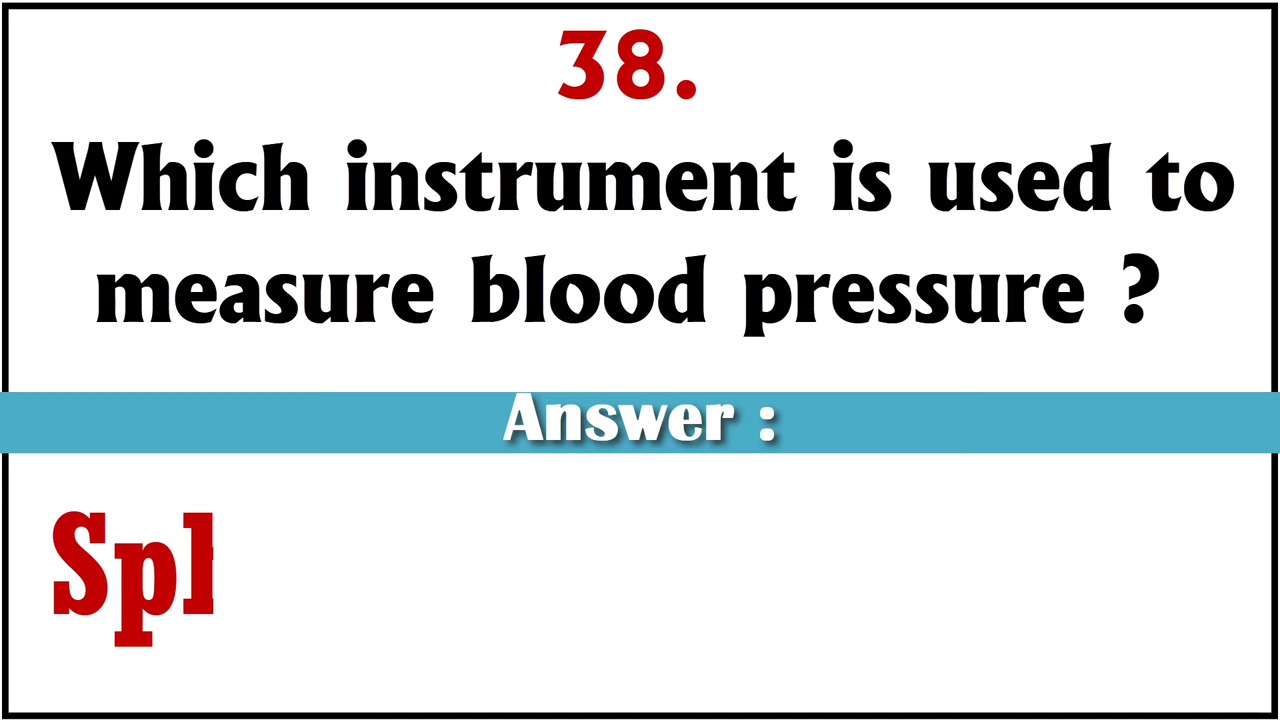 38.
Which instrument is used to
measure blood pressure ?
Answer :
Spl